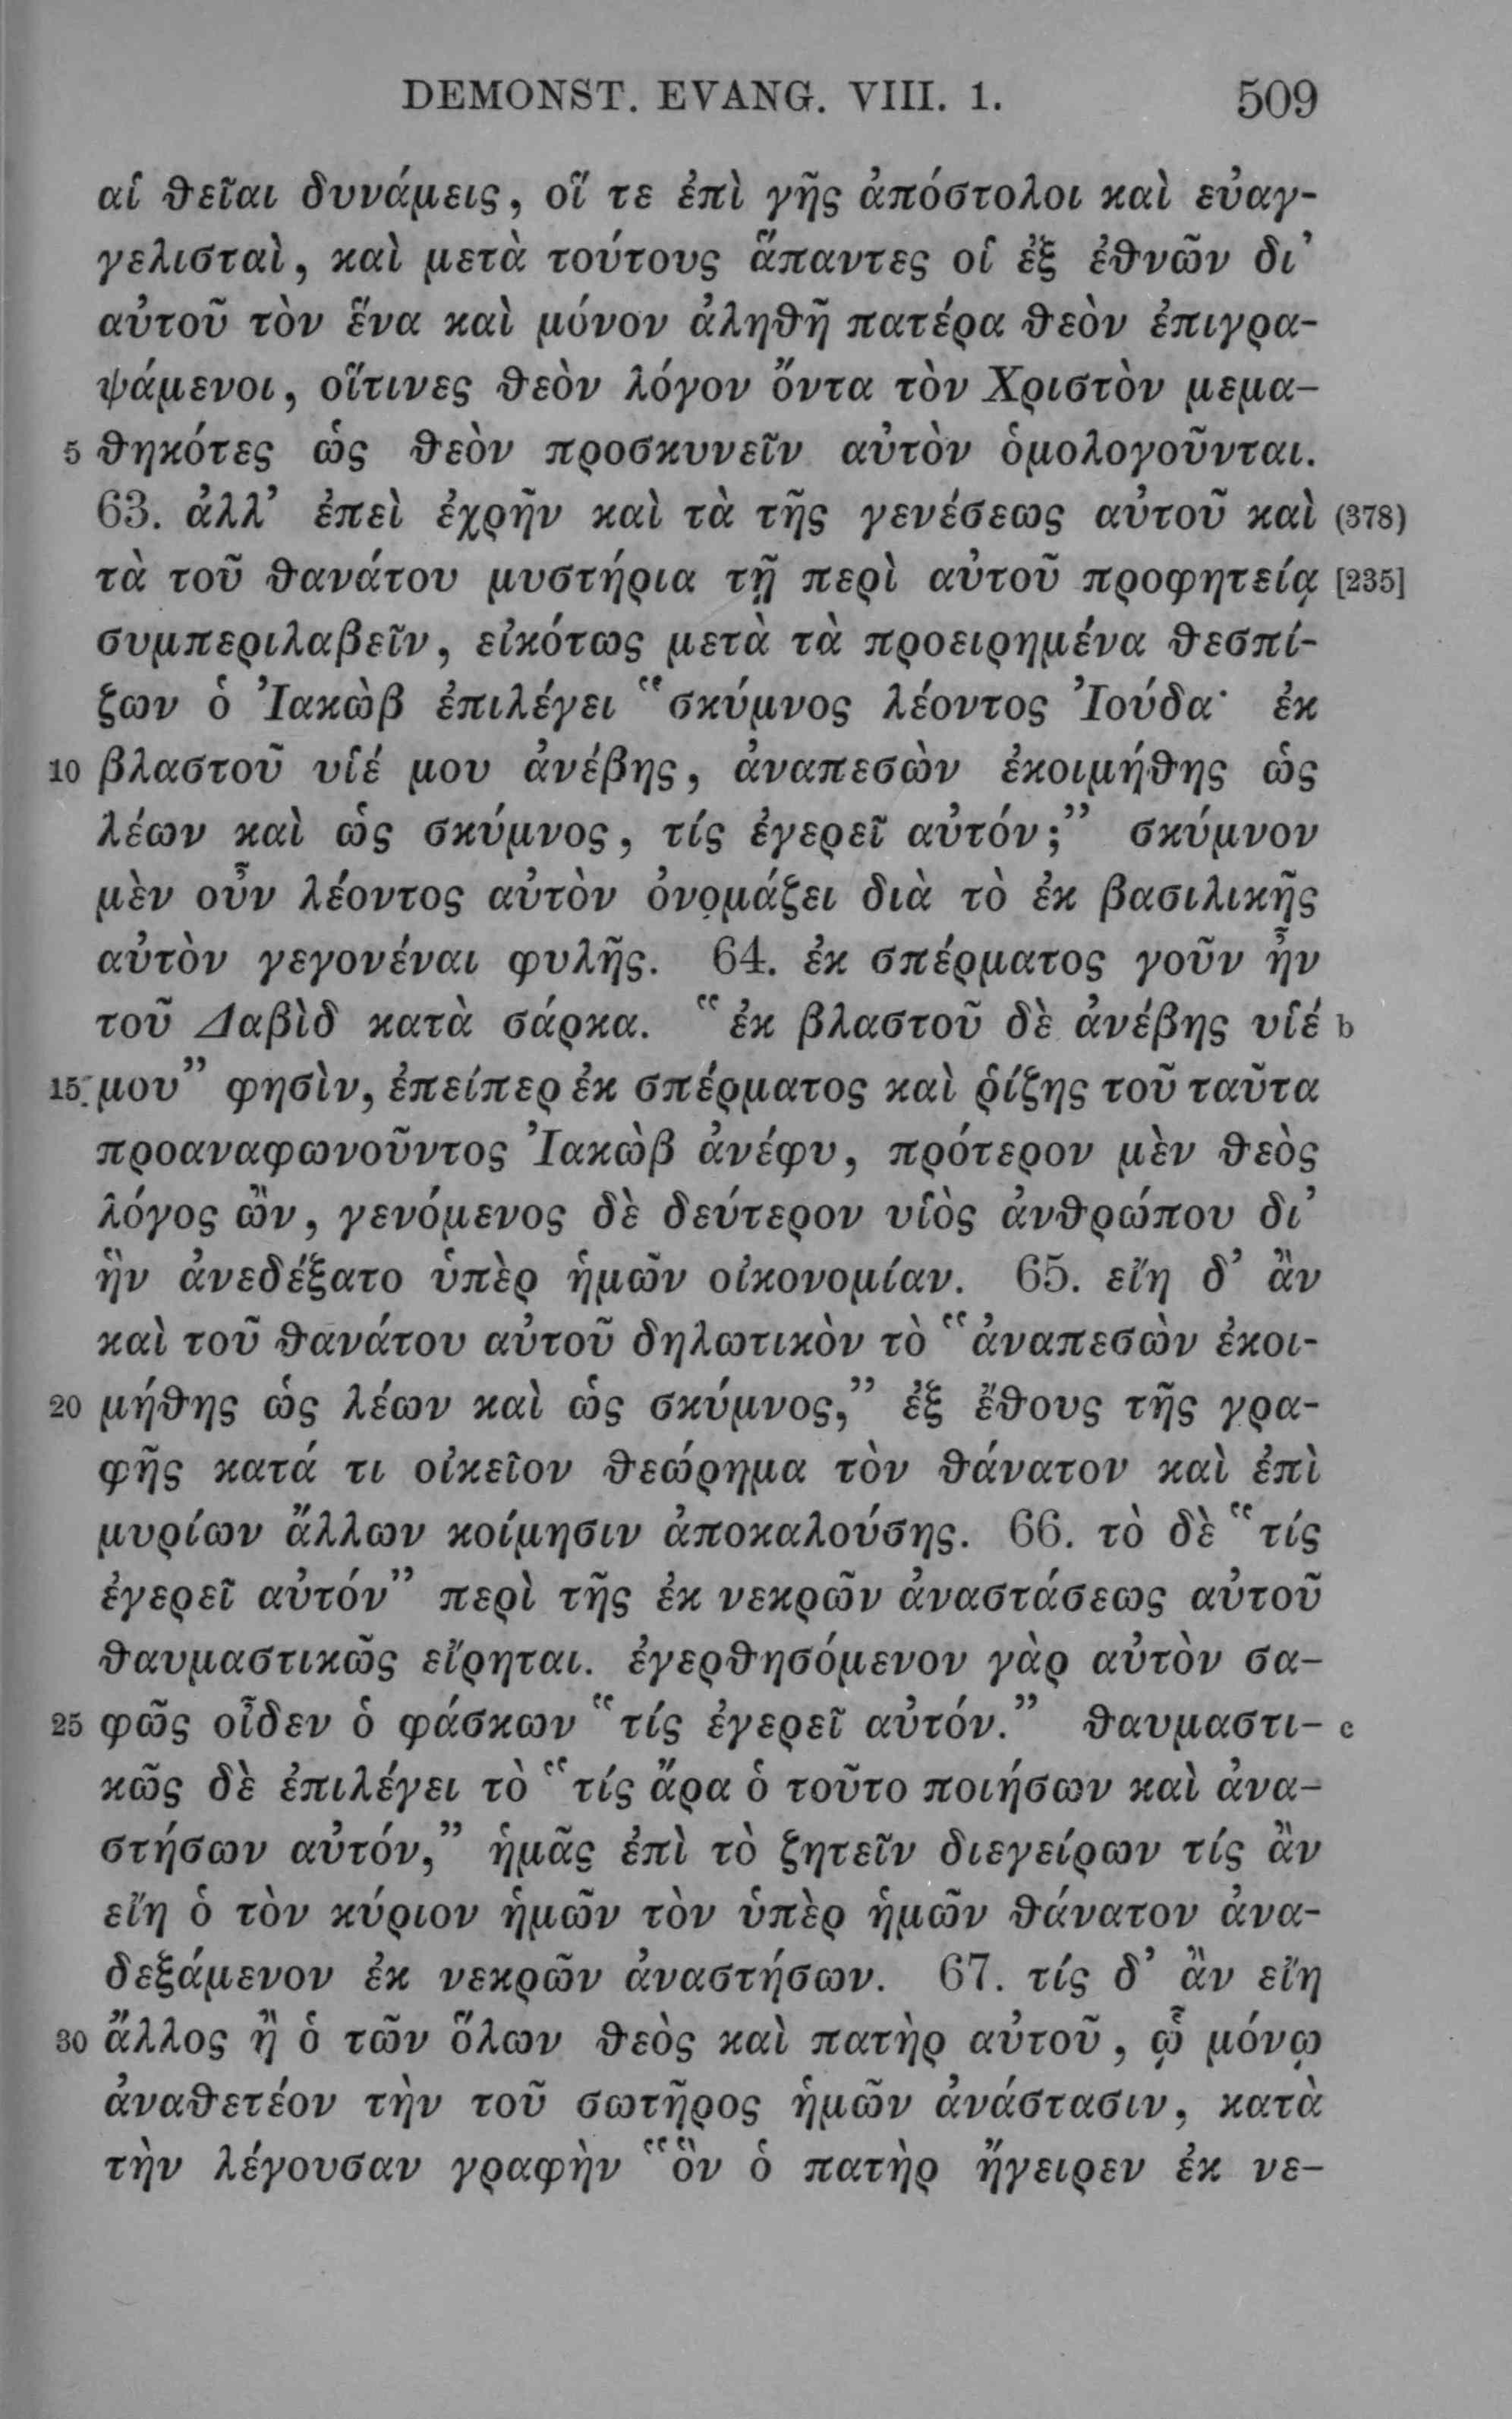 DEMONST. EVANG. VIII. 1. 509
αἱ θεῖαι δυνάμεις, οἵ τε ἐπὶ γῆς ἀπόστολοι καὶ εὐαγ-
γελισταὶ, καὶ μετὰ τούτους ἅπαντες οἱ ἐξ ἐθνῶν δι’
αὐτοῦ τὸν ἕνα καὶ μόνον ἀληθῆ πατέρα θεὸν ἐπιγρα-
ψάμενοι, οἵτινες θεὸν λόγον ὄντα τὸν Χριστὸν μεμα-
5 θηκότες ὡς θεὸν προσκυνεῖν αὐτὸν ὁμολογοῦνται.
63. ἀλλ’ ἐπεὶ ἐχρῆν καὶ τὰ τῆς γενέσεως αὐτοῦ καὶ (378)
τὰ τοῦ θανάτου μυστήρια τῇ περὶ αὐτοῦ προφητείᾳ [235]
συμπεριλαβεῖν, εἰκότως μετὰ τὰ προειρημένα θεσπί-
ζων ὁ Ἰακὼβ ἐπιλέγει “σκύμνος λέοντος Ἰούδα· ἐκ
10 βλαστοῦ υἱέ μου ἀνέβης, ἀναπεσὼν ἐκοιμήθης ὡς
λέων καὶ ὡς σκύμνος, τίς ἐγερεῖ αὐτόν;” σκύμνον
μὲν οὖν λέοντος αὐτὸν ὀνομάζει διὰ τὸ ἐκ βασιλικῆς
αὐτὸν γεγονέναι φυλῆς. 64. ἐκ σπέρματος γοῦν ἦν
τοῦ Δαβὶδ κατὰ σάρκα. “ἐκ βλαστοῦ δὲ ἀνέβης υἱέ b
15 μου” φησὶν, ἐπείπερ ἐκ σπέρματος καὶ ῥίζης τοῦ ταῦτα
προαναφωνοῦντος Ἰακὼβ ἀνέφυ, πρότερον μὲν θεὸς
λόγος ὢν, γενόμενος δὲ δεύτερον υἱὸς ἀνθρώπου δι’
ἣν ἀνεδέξατο ὑπὲρ ἡμῶν οἰκονομίαν. 65. εἴη δ’ ἂν
καὶ τοῦ θανάτου αὐτοῦ δηλωτικὸν τὸ “ἀναπεσὼν ἐκοι-
20 μήθης ὡς λέων καὶ ὡς σκύμνος,” ἐξ ἔθους τῆς γρα-
φῆς κατά τι οἰκεῖον θεώρημα τὸν θάνατον καὶ ἐπὶ
μυρίων ἄλλων κοίμησιν ἀποκαλούσης. 66. τὸ δὲ “τίς
ἐγερεῖ αὐτόν” περὶ τῆς ἐκ νεκρῶν ἀναστάσεως αὐτοῦ
θαυμαστικῶς εἴρηται. ἐγερθησόμενον γὰρ αὐτὸν σα-
25 φῶς οἶδεν ὁ φάσκων “τίς ἐγερεῖ αὐτόν.” θαυμαστι- c
κῶς δὲ ἐπιλέγει τὸ “τίς ἄρα ὁ τοῦτο ποιήσων καὶ ἀνα-
στήσων αὐτόν,” ἡμᾶς ἐπὶ τὸ ζητεῖν διεγείρων τίς ἂν
εἴη ὁ τὸν κύριον ἡμῶν τὸν ὑπὲρ ἡμῶν θάνατον ἀνα-
δεξάμενον ἐκ νεκρῶν ἀναστήσων. 67. τίς δ’ ἂν εἴη
30 ἄλλος ἢ ὁ τῶν ὅλων θεὸς καὶ πατὴρ αὐτοῦ, ᾧ μόνῳ
ἀναθετέον τὴν τοῦ σωτῆρος ἡμῶν ἀνάστασιν, κατὰ
τὴν λέγουσαν γραφὴν “ὃν ὁ πατὴρ ἤγειρεν ἐκ νε-